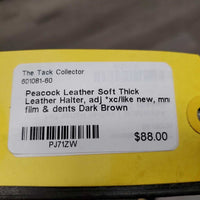 The Tack Collector
601081-60
Peacock Leather Soft Thick
Leather Halter, adj *xc/like new, mnr
film & dents Dark Brown
$88.00
PJ71ZW